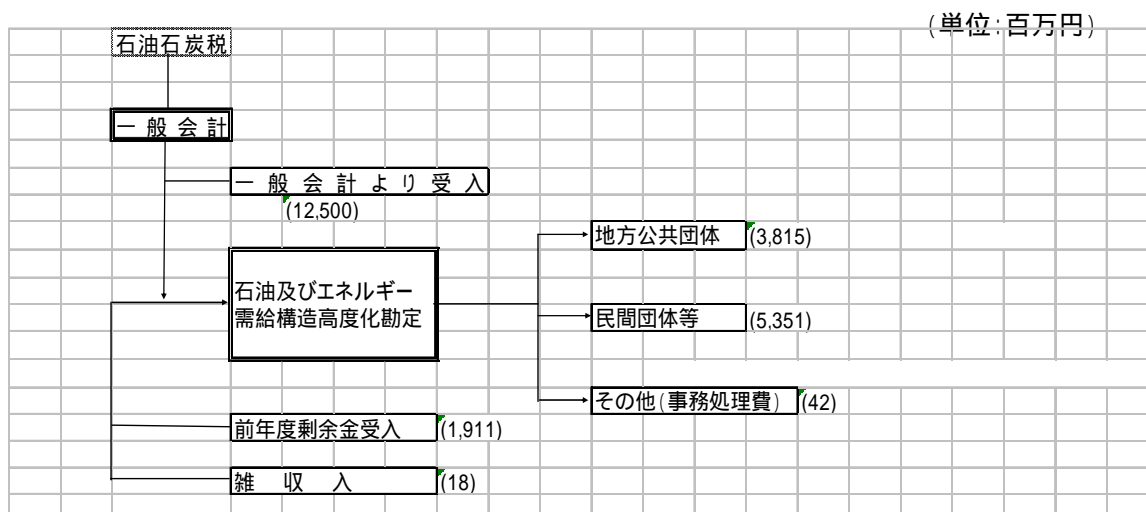 (単位:百万円)
石油石炭税
一般会計
一般会計より受入
(12,500)
地方公共団体 (3,815)
石油及びエネルギー
需給構造高度化勘定
民間団体等 (5,351)
その他(事務処理費) (42)
前年度剰余金受入 (1,911)
雑収入 (18)